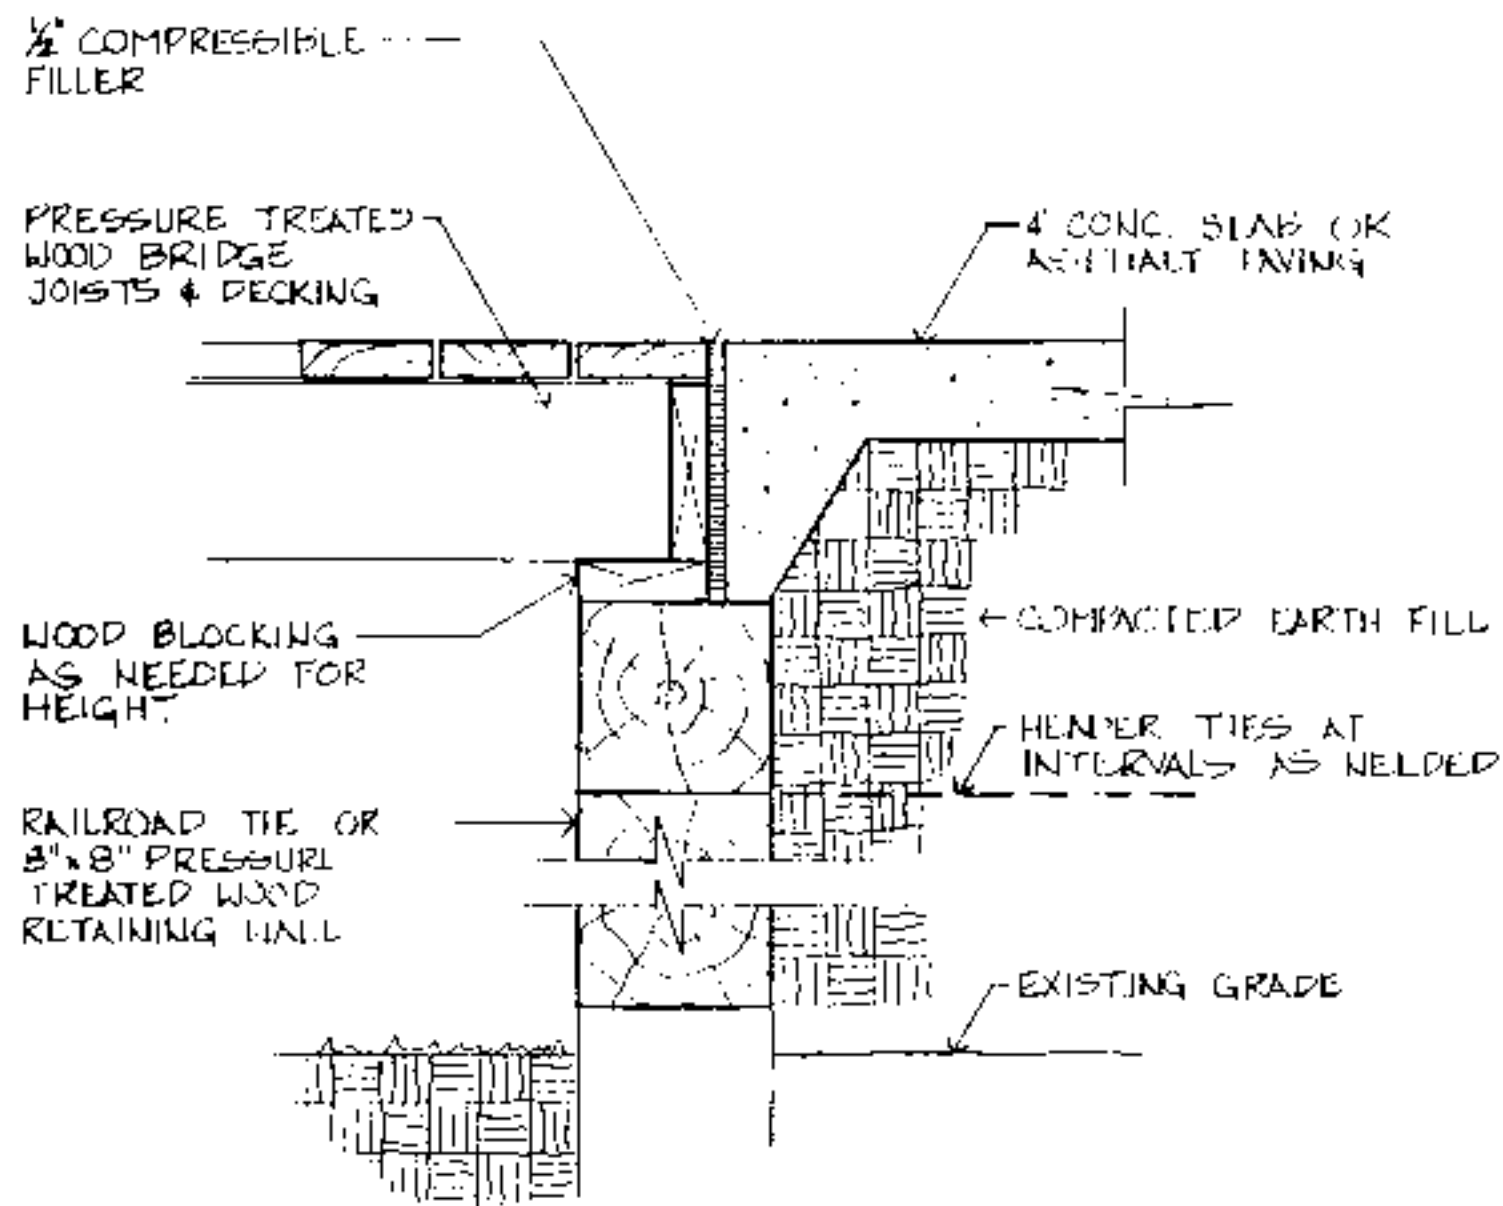 ½" COMPRESSIBLE
FILLER
PRESSURE TREATED
WOOD BRIDGE
JOISTS & DECKING
4" CONC. SLAB OR
ASPHALT PAVING
WOOD BLOCKING
AS NEEDED FOR
HEIGHT
COMPACTED EARTH FILL
HEADER TIES AT
INTERVALS AS NEEDED
RAILROAD TIE OR
8"x8" PRESSURE
TREATED WOOD
RETAINING WALL
EXISTING GRADE